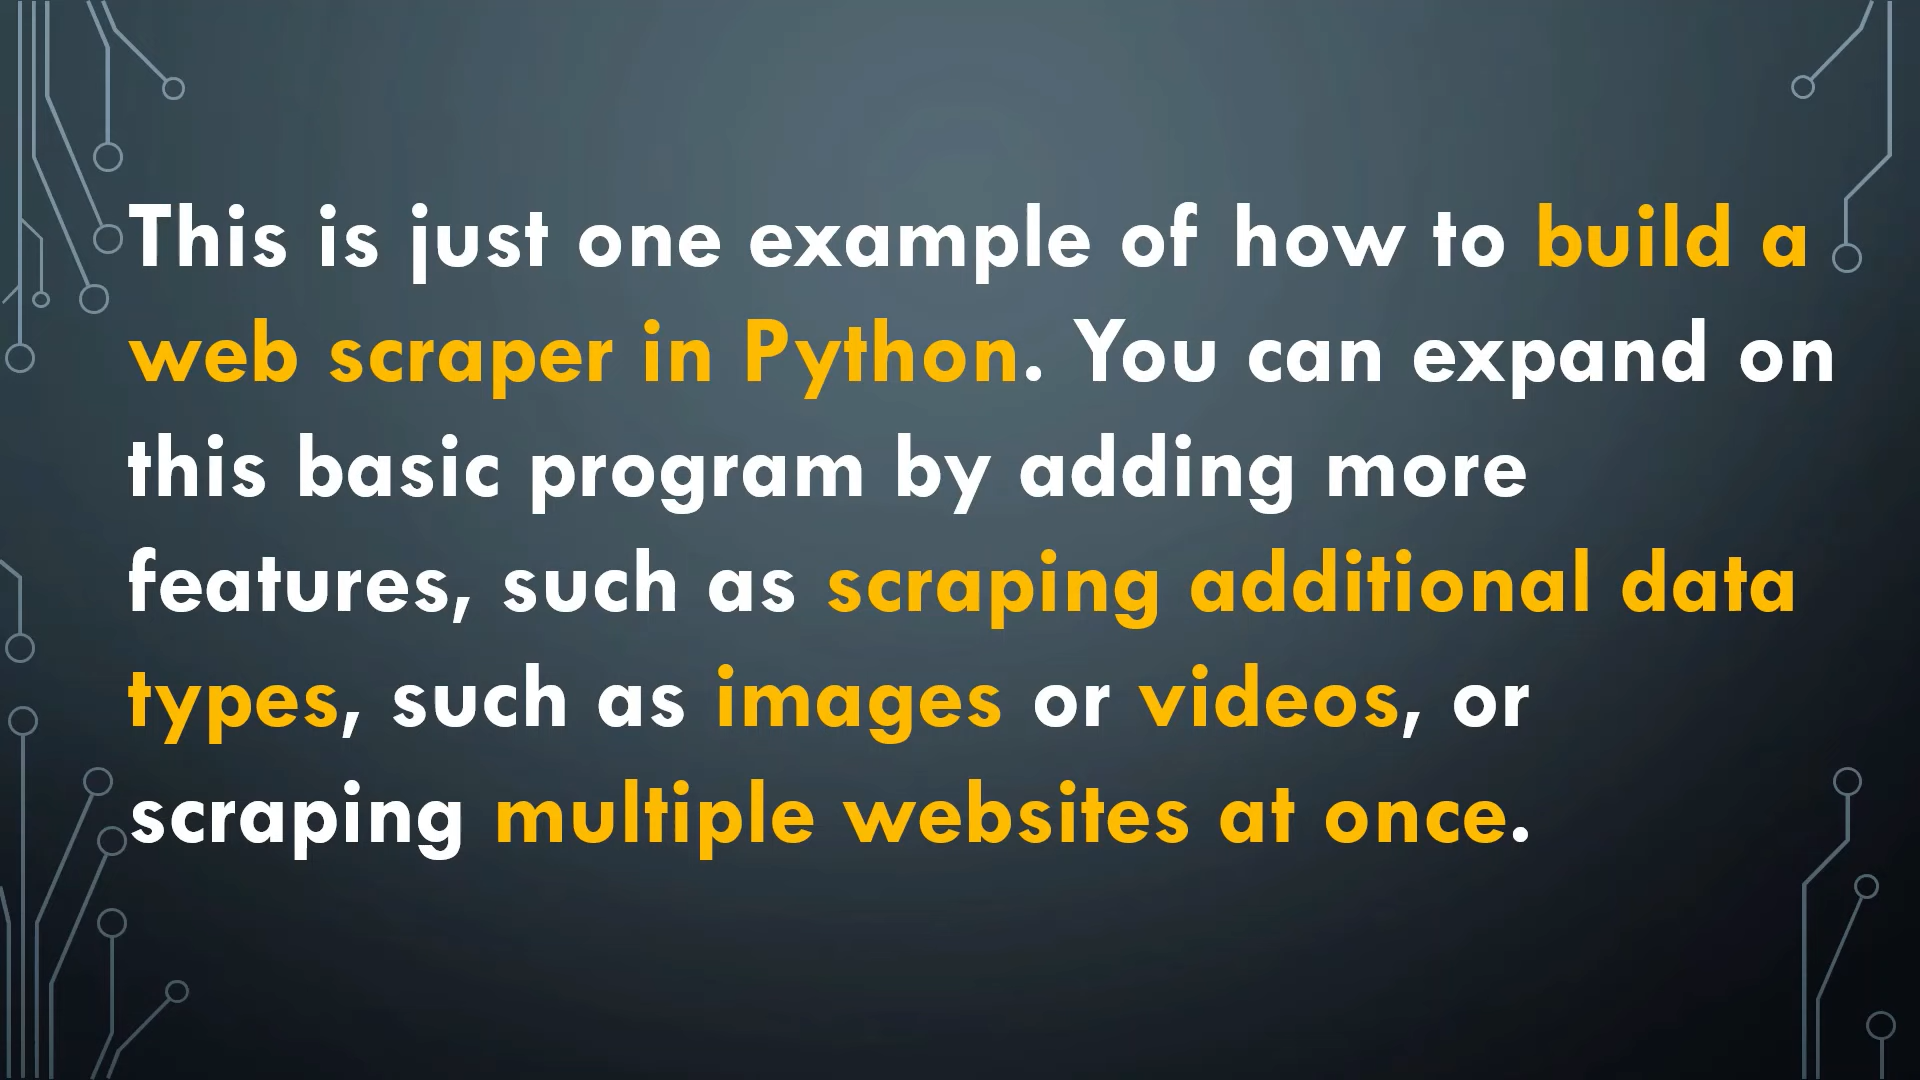 This is just one example of how to build a
web scraper in Python. You can expand on
this basic program by adding more
features, such as scraping additional data
types, such as images or videos, or
scraping multiple websites at once.